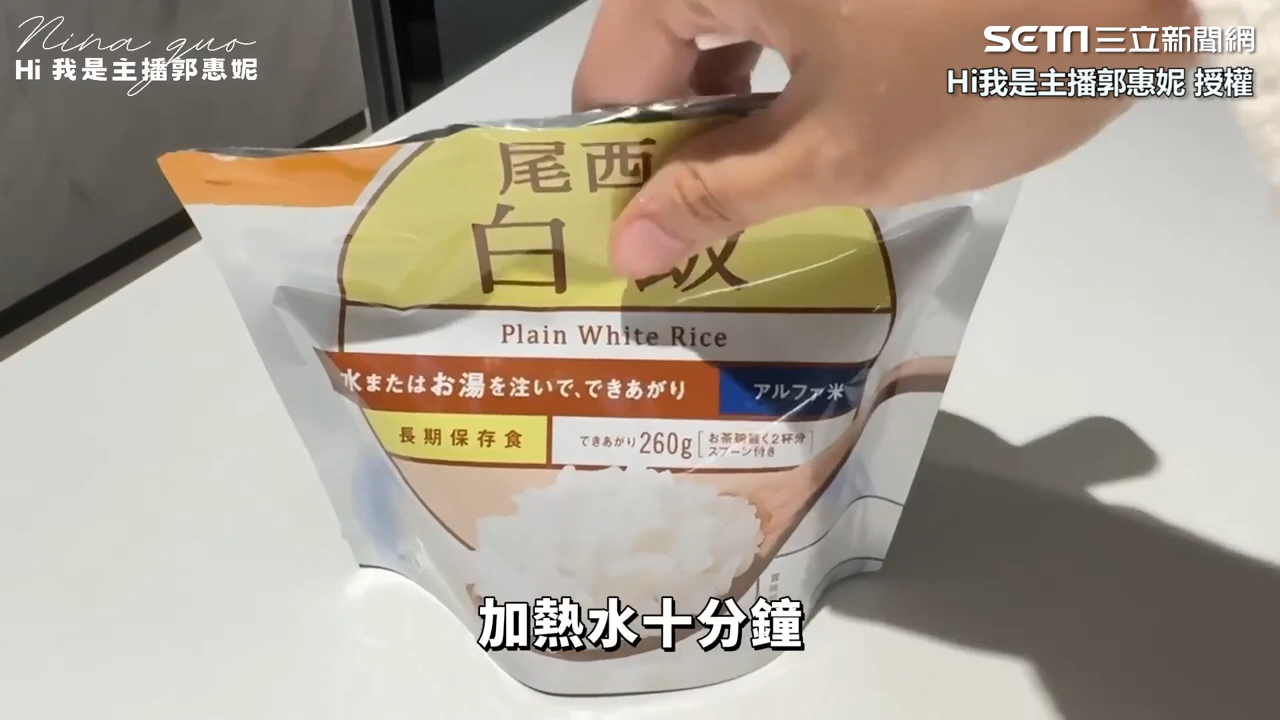 Nina guo
Hi 我是主播郭惠妮
SETN三立新聞網
Hi我是主播郭惠妮 授權
尾西
白飯
Plain White Rice
水またはお湯を注いで、できあがり
アルファ米
長期保存食
できあがり260g
お茶碗軽く2杯分
スプーン付き
加熱水十分鐘